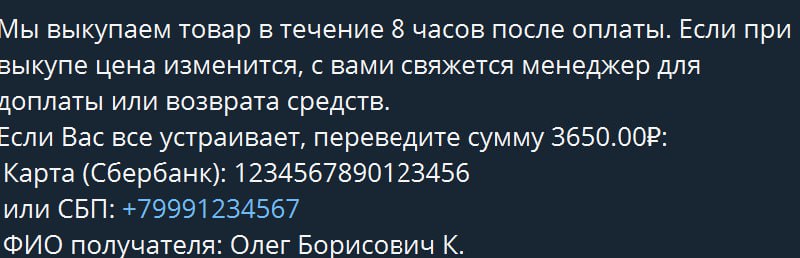 Мы выкупаем товар в течение 8 часов после оплаты. Если при
выкупе цена изменится, с вами свяжется менеджер для
доплаты или возврата средств.
Если Вас все устраивает, переведите сумму 3650.00₽:
Карта (Сбербанк): 1234567890123456
или СБП: +79991234567
ФИО получателя: Олег Борисович К.